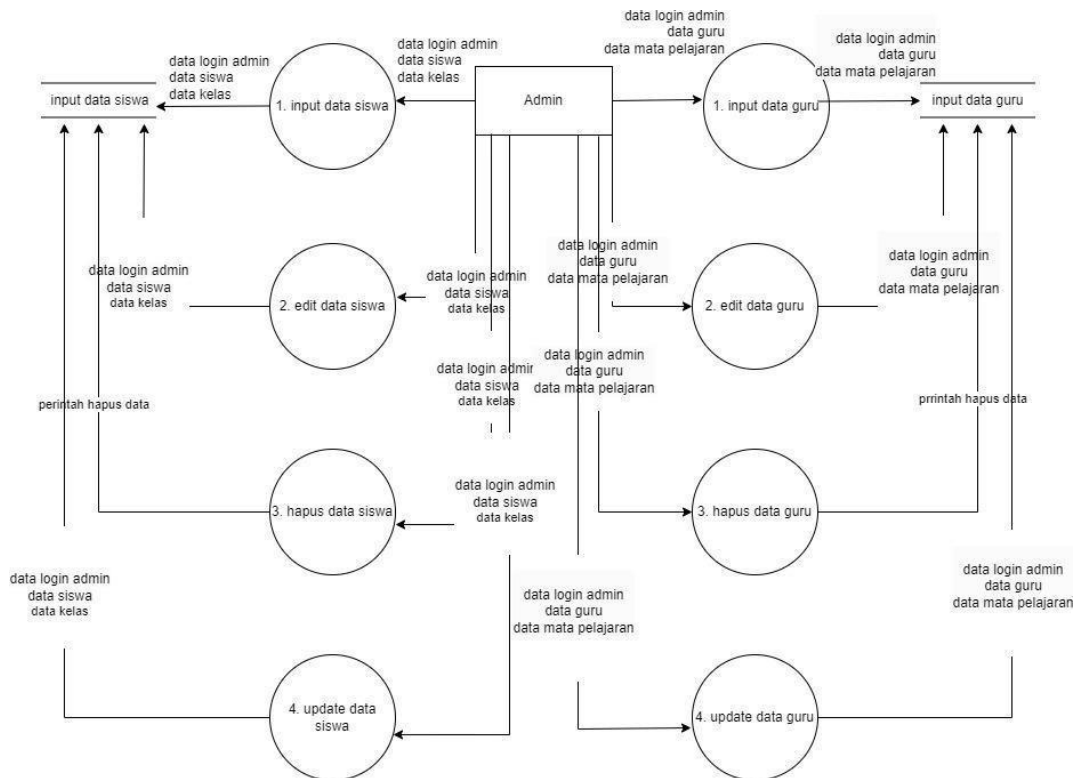 data login admin
data siswa
data kelas
data login admin
data siswa
data kelas
data login admin
data guru
data mata pelajaran
data login admin
data guru
data mata pelajaran
input data siswa
1. input data siswa
Admin
1. input data guru
input data guru
data login admin
data siswa
data kelas
2. edit data siswa
data login admin
data siswa
data kelas
data login admin
data guru
data mata pelajaran
2. edit data guru
data login admin
data guru
data mata pelajaran
data login admin
data siswa
data kelas
data login admin
data guru
data mata pelajaran
perintah hapus data
prrintah hapus data
3. hapus data siswa
data login admin
data siswa
data kelas
3. hapus data guru
data login admin
data siswa
data kelas
data login admin
data guru
data mata pelajaran
data login admin
data guru
data mata pelajaran
4. update data
siswa
4. update data guru